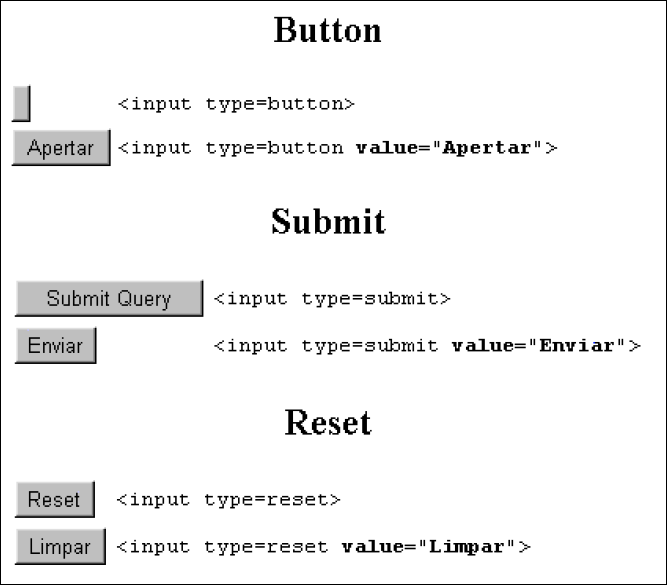 Button
<input type=button>
Apertar <input type=button value="Apertar">
Submit
Submit Query <input type=submit>
Enviar <input type=submit value="Enviar">
Reset
Reset <input type=reset>
Limpar <input type=reset value="Limpar">